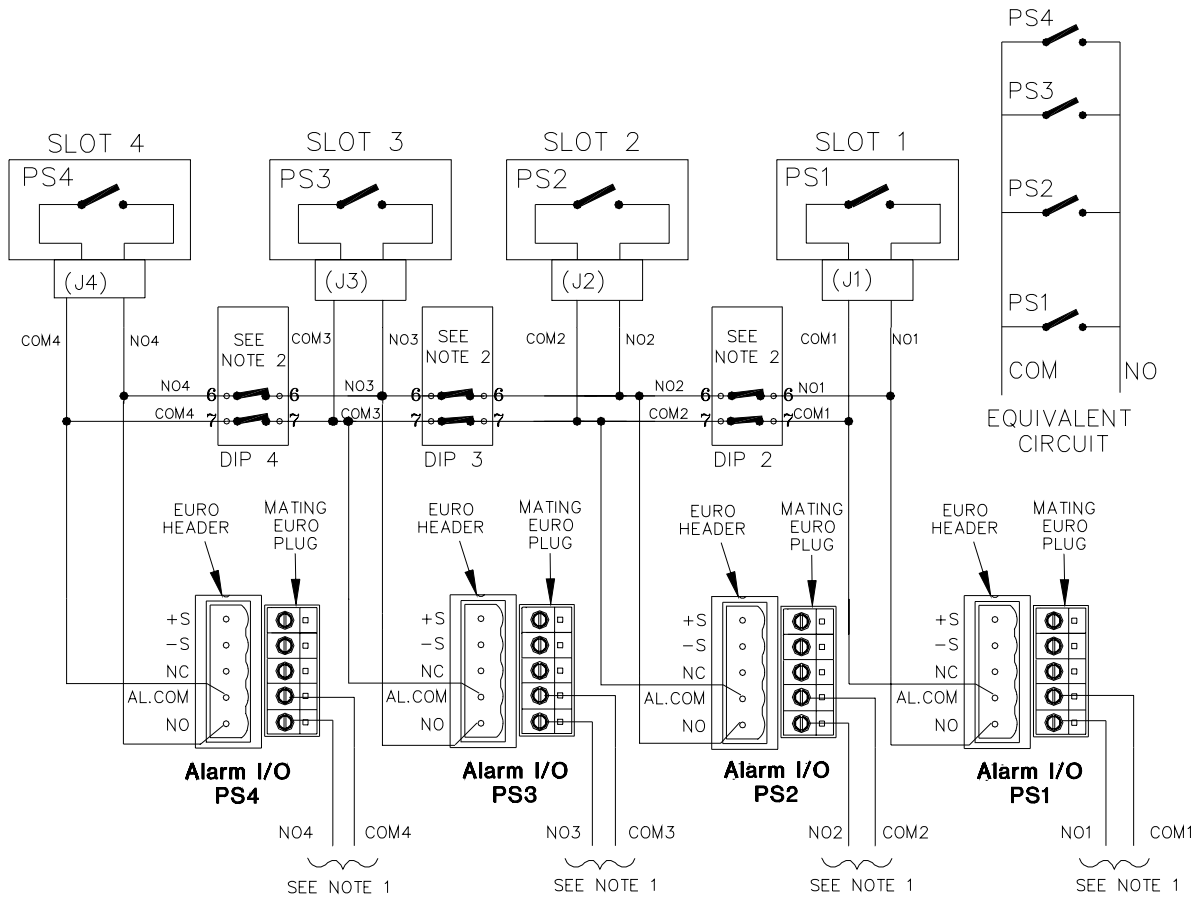 PS4
PS3
PS2
PS1
COM
NO
EQUIVALENT
CIRCUIT
SLOT 4
SLOT 3
SLOT 2
SLOT 1
PS4
PS3
PS2
PS1
(J4)
(J3)
(J2)
(J1)
COM4
NO4
SEE
NOTE 2
COM3
NO3
SEE
NOTE 2
COM2
NO2
SEE
NOTE 2
COM1
NO1
NO4
6
6
NO3
6
6
NO2
6
6
NO1
COM4
7
7
COM3
7
7
COM2
7
7
COM1
DIP 4
DIP 3
DIP 2
EURO
HEADER
MATING
EURO
PLUG
EURO
HEADER
MATING
EURO
PLUG
EURO
HEADER
MATING
EURO
PLUG
EURO
HEADER
MATING
EURO
PLUG
+S
-S
NC
AL.COM
NO
+S
-S
NC
AL.COM
NO
+S
-S
NC
AL.COM
NO
+S
-S
NC
AL.COM
NO
Alarm I/O
PS4
Alarm I/O
PS3
Alarm I/O
PS2
Alarm I/O
PS1
NO4
COM4
NO3
COM3
NO2
COM2
NO1
COM1
SEE NOTE 1
SEE NOTE 1
SEE NOTE 1
SEE NOTE 1